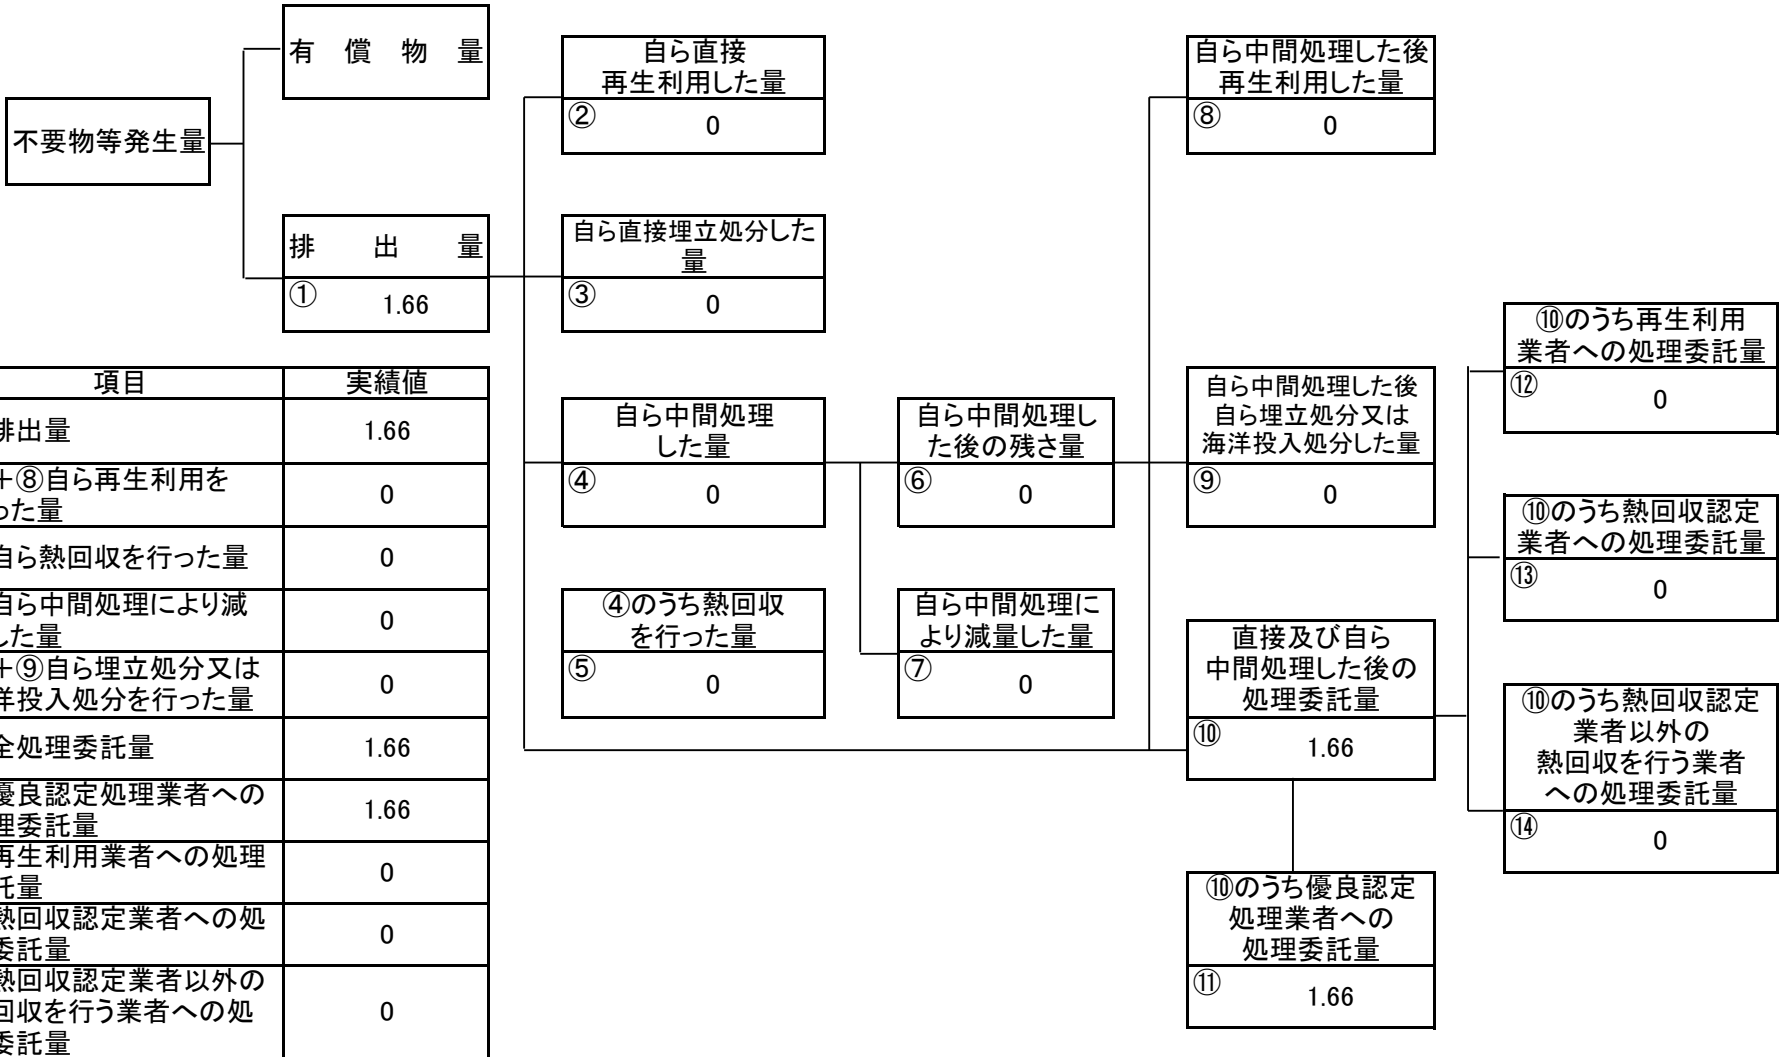 有償物量
不要物等発生量
排出量
① 1.66
自ら直接
再生利用した量
② 0
自ら直接埋立処分した
量
③ 0
自ら中間処理
した量
④ 0
④のうち熱回収
を行った量
⑤ 0
自ら中間処理し
た後の残さ量
⑥ 0
自ら中間処理に
より減量した量
⑦ 0
自ら中間処理した後
再生利用した量
⑧ 0
自ら中間処理した後
自ら埋立処分又は
海洋投入処分した量
⑨ 0
直接及び自ら
中間処理した後の
処理委託量
⑩ 1.66
⑩のうち優良認定
処理業者への
処理委託量
⑪ 1.66
⑩のうち再生利用
業者への処理委託量
⑫ 0
⑩のうち熱回収認定
業者への処理委託量
⑬ 0
⑩のうち熱回収認定
業者以外の
熱回収を行う業者
への処理委託量
⑭ 0
項目 実績値
排出量 1.66
+⑧自ら再生利用を
った量 0
自ら熱回収を行った量 0
自ら中間処理により減
した量 0
+⑨自ら埋立処分又は
洋投入処分を行った量 0
全処理委託量 1.66
優良認定処理業者への
理委託量 1.66
再生利用業者への処理
託量 0
熱回収認定業者への処
委託量 0
熱回収認定業者以外の
回収を行う業者への処
委託量 0